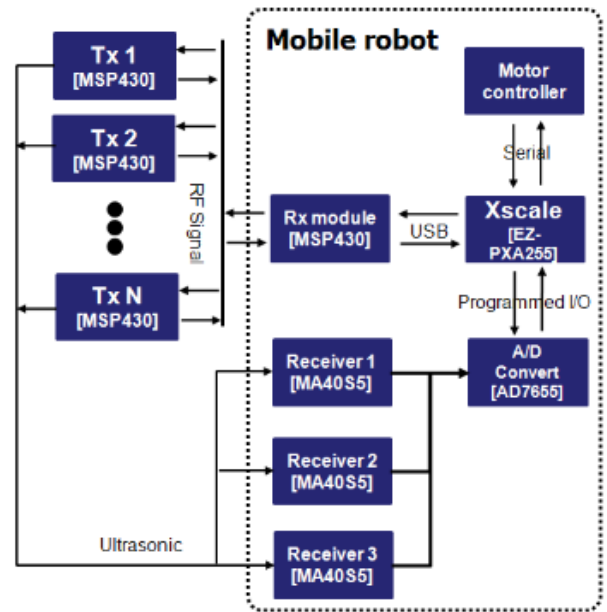 Mobile robot
Tx 1
[MSP430]
Tx 2
[MSP430]
Tx N
[MSP430]
RF Signal
Motor
controller
Serial
Rx module
[MSP430]
USB
Xscale
[EZ-
PXA255]
Programmed I/O
Receiver 1
[MA40S5]
A/D
Convert
[AD7655]
Receiver 2
[MA40S5]
Ultrasonic
Receiver 3
[MA40S5]